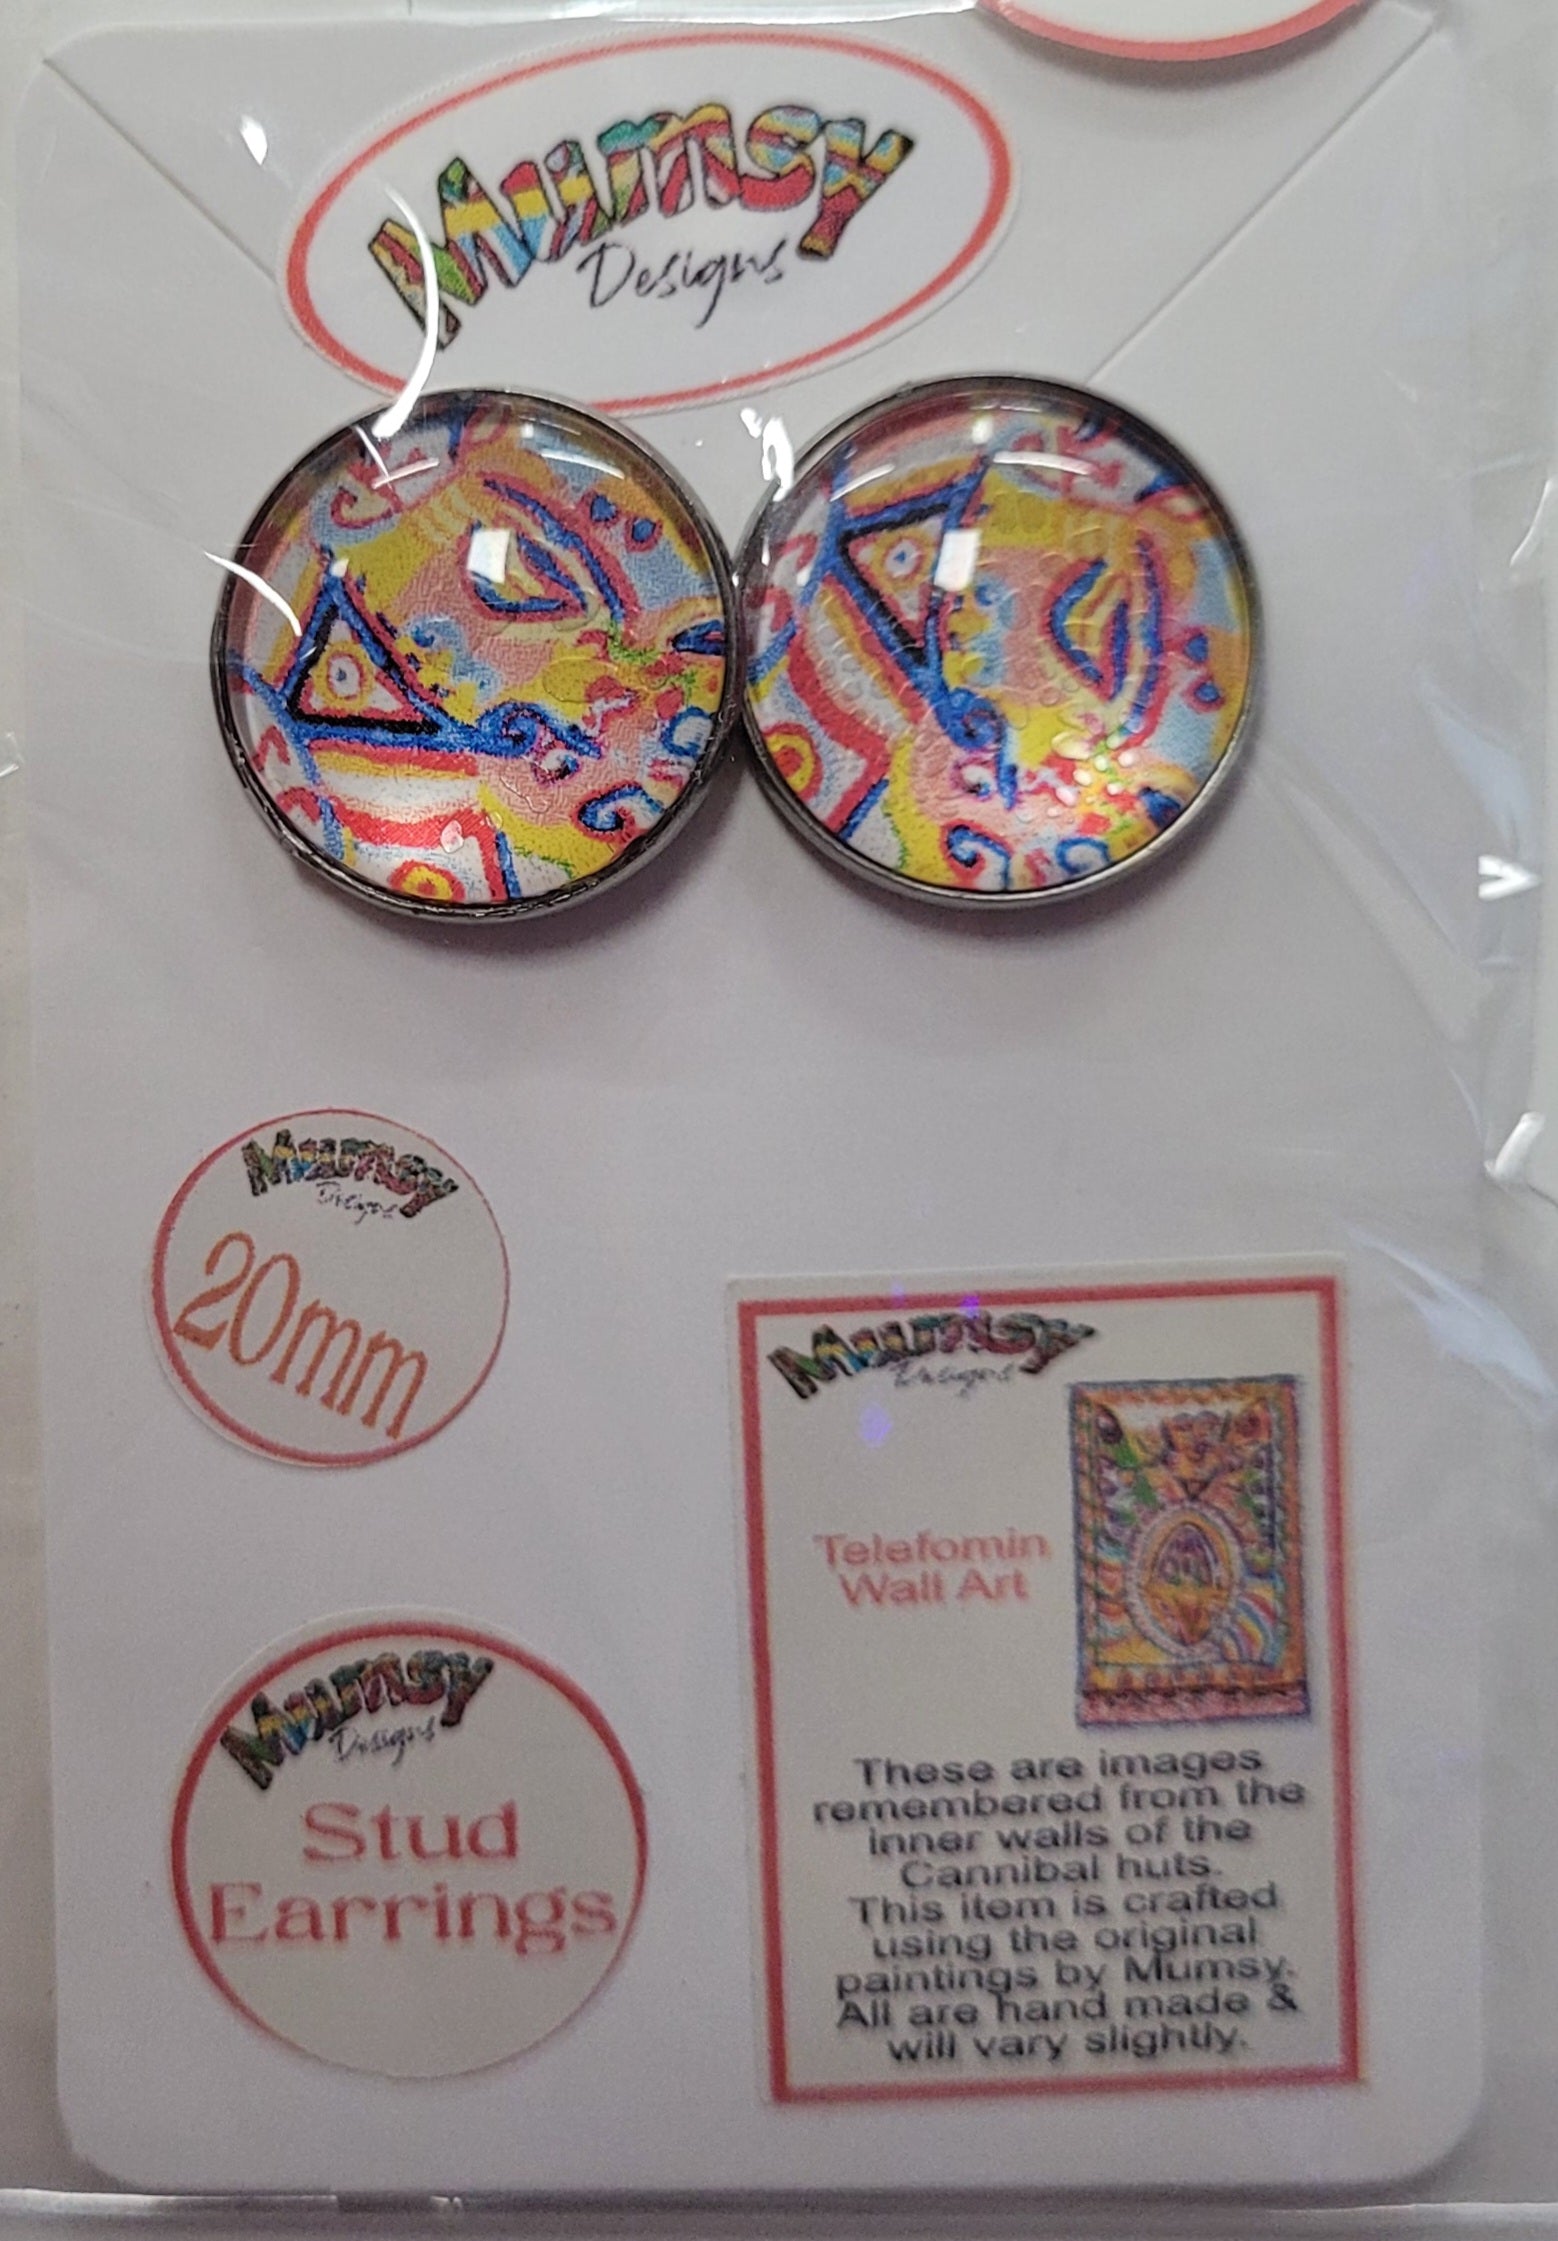 Mumsy
Designs
Mumsy
Designs
20mm
Mumsy
Designs
Stud
Earrings
Mumsy
Designs
Telefomin
Wall Art
These are images
remembered from the
inner walls of the
Cannibal huts.
This item is crafted
using the original
paintings by Mumsy.
All are hand made &
will vary slightly.